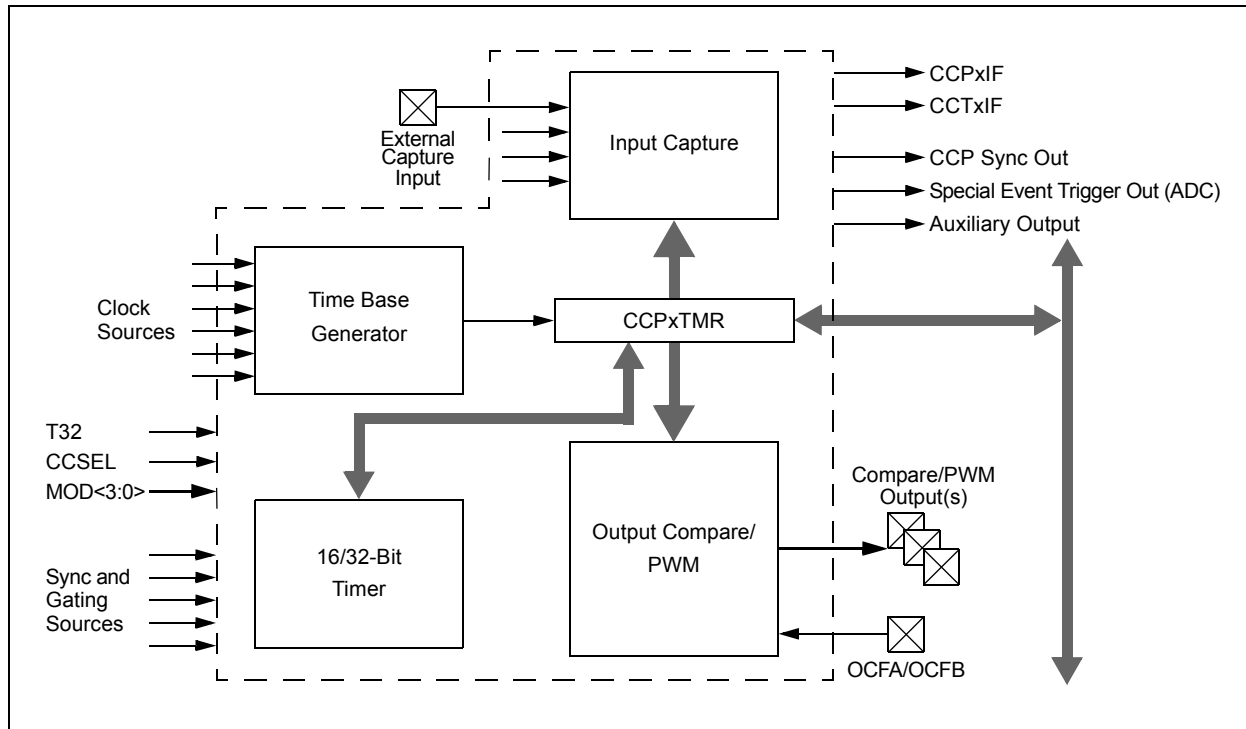 CCPxIF
CCTxIF
CCP Sync Out
Special Event Trigger Out (ADC)
Auxiliary Output
External
Capture
Input
Input Capture
Clock
Sources
Time Base
Generator
CCPxTMR
T32
CCSEL
MOD<3:0>
Sync and
Gating
Sources
16/32-Bit
Timer
Output Compare/
PWM
Compare/PWM
Output(s)
OCFA/OCFB